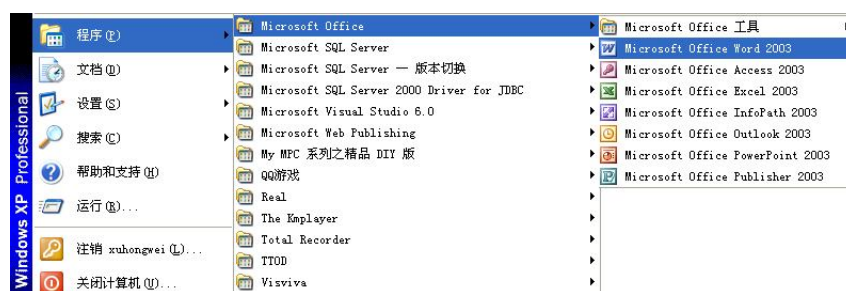 Windows XP Professional
程序(P)
文档(D)
设置(S)
搜索(C)
帮助和支持(H)
运行(R)...
注销 xuhongwei(L)...
关闭计算机(U)...
Microsoft Office
Microsoft SQL Server
Microsoft SQL Server — 版本切换
Microsoft SQL Server 2000 Driver for JDBC
Microsoft Visual Studio 6.0
Microsoft Web Publishing
My MPC 系列之精品 DIY 版
QQ游戏
Real
The Kmplayer
Total Recorder
TTOD
Visviva
Microsoft Office 工具
Microsoft Office Word 2003
Microsoft Office Access 2003
Microsoft Office Excel 2003
Microsoft Office InfoPath 2003
Microsoft Office Outlook 2003
Microsoft Office PowerPoint 2003
Microsoft Office Publisher 2003